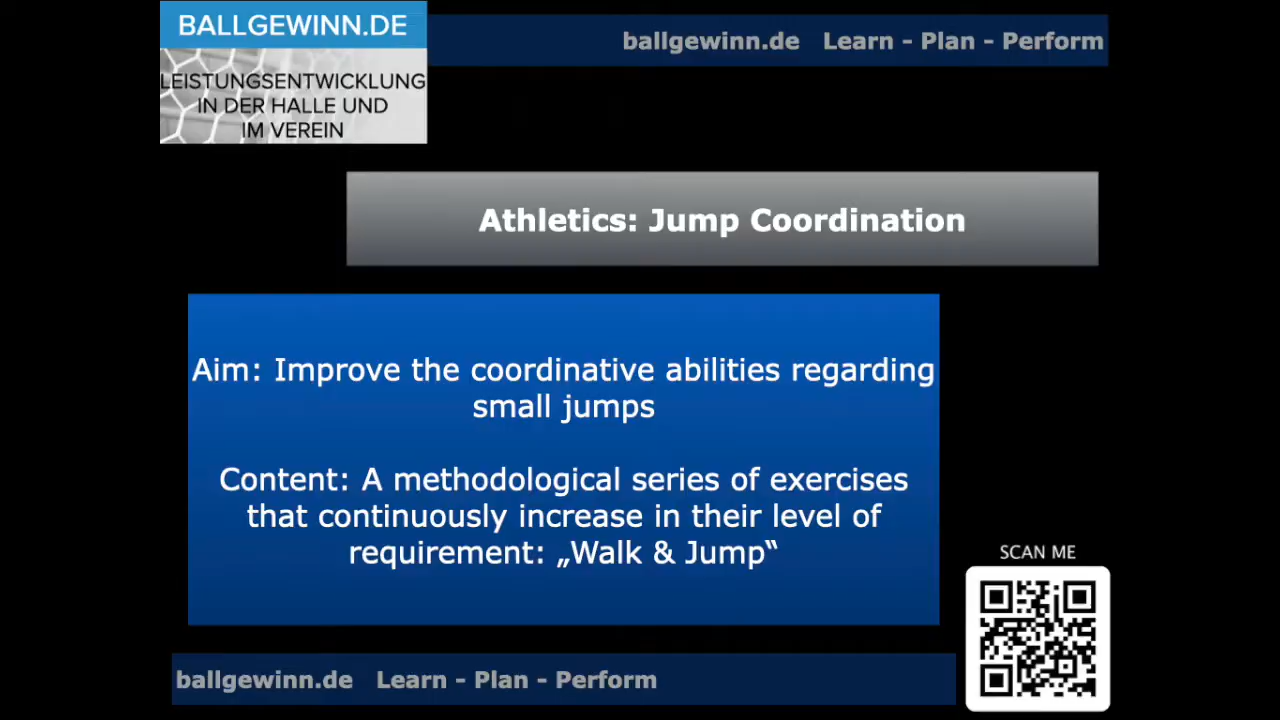 BALLGEWINN.DE
LEISTUNGSENTWICKLUNG
IN DER HALLE UND
IM VEREIN
ballgewinn.de Learn - Plan - Perform
Athletics: Jump Coordination
Aim: Improve the coordinative abilities regarding
small jumps
Content: A methodological series of exercises
that continuously increase in their level of
requirement: „Walk & Jump‟
SCAN ME
ballgewinn.de Learn - Plan - Perform